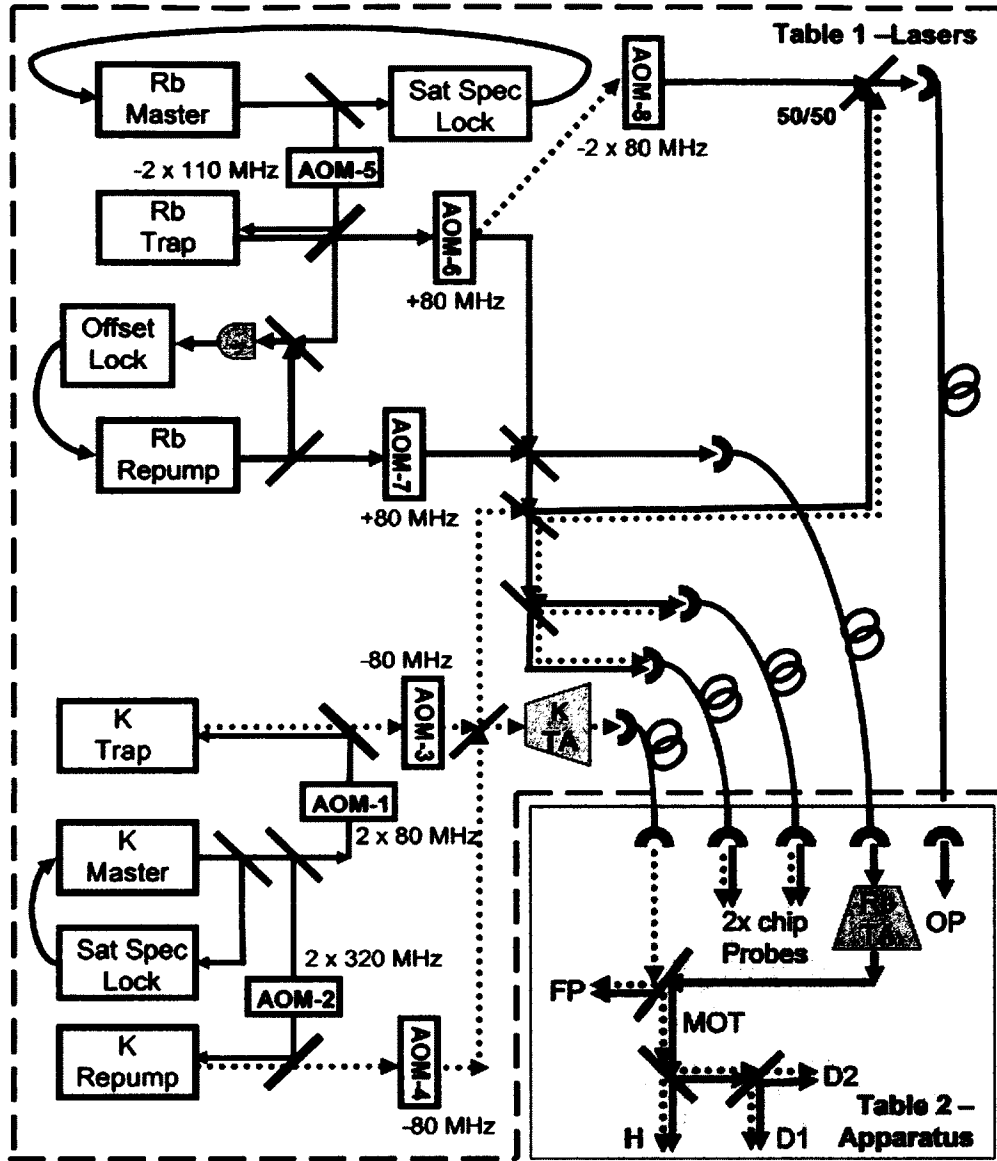 Table 1 –Lasers
Rb
Master
Sat Spec
Lock
AOM-8
50/50
-2 x 80 MHz
-2 x 110 MHz
AOM-5
Rb
Trap
AOM-6
+80 MHz
Offset
Lock
Rb
Repump
AOM-7
+80 MHz
-80 MHz
K
Trap
AOM-3
K
TA
AOM-1
2 x 80 MHz
K
Master
Sat Spec
Lock
2 x 320 MHz
AOM-2
K
Repump
AOM-4
-80 MHz
2x chip
Probes
Rb
TA
OP
FP
MOT
D2
H
D1
Table 2 –
Apparatus